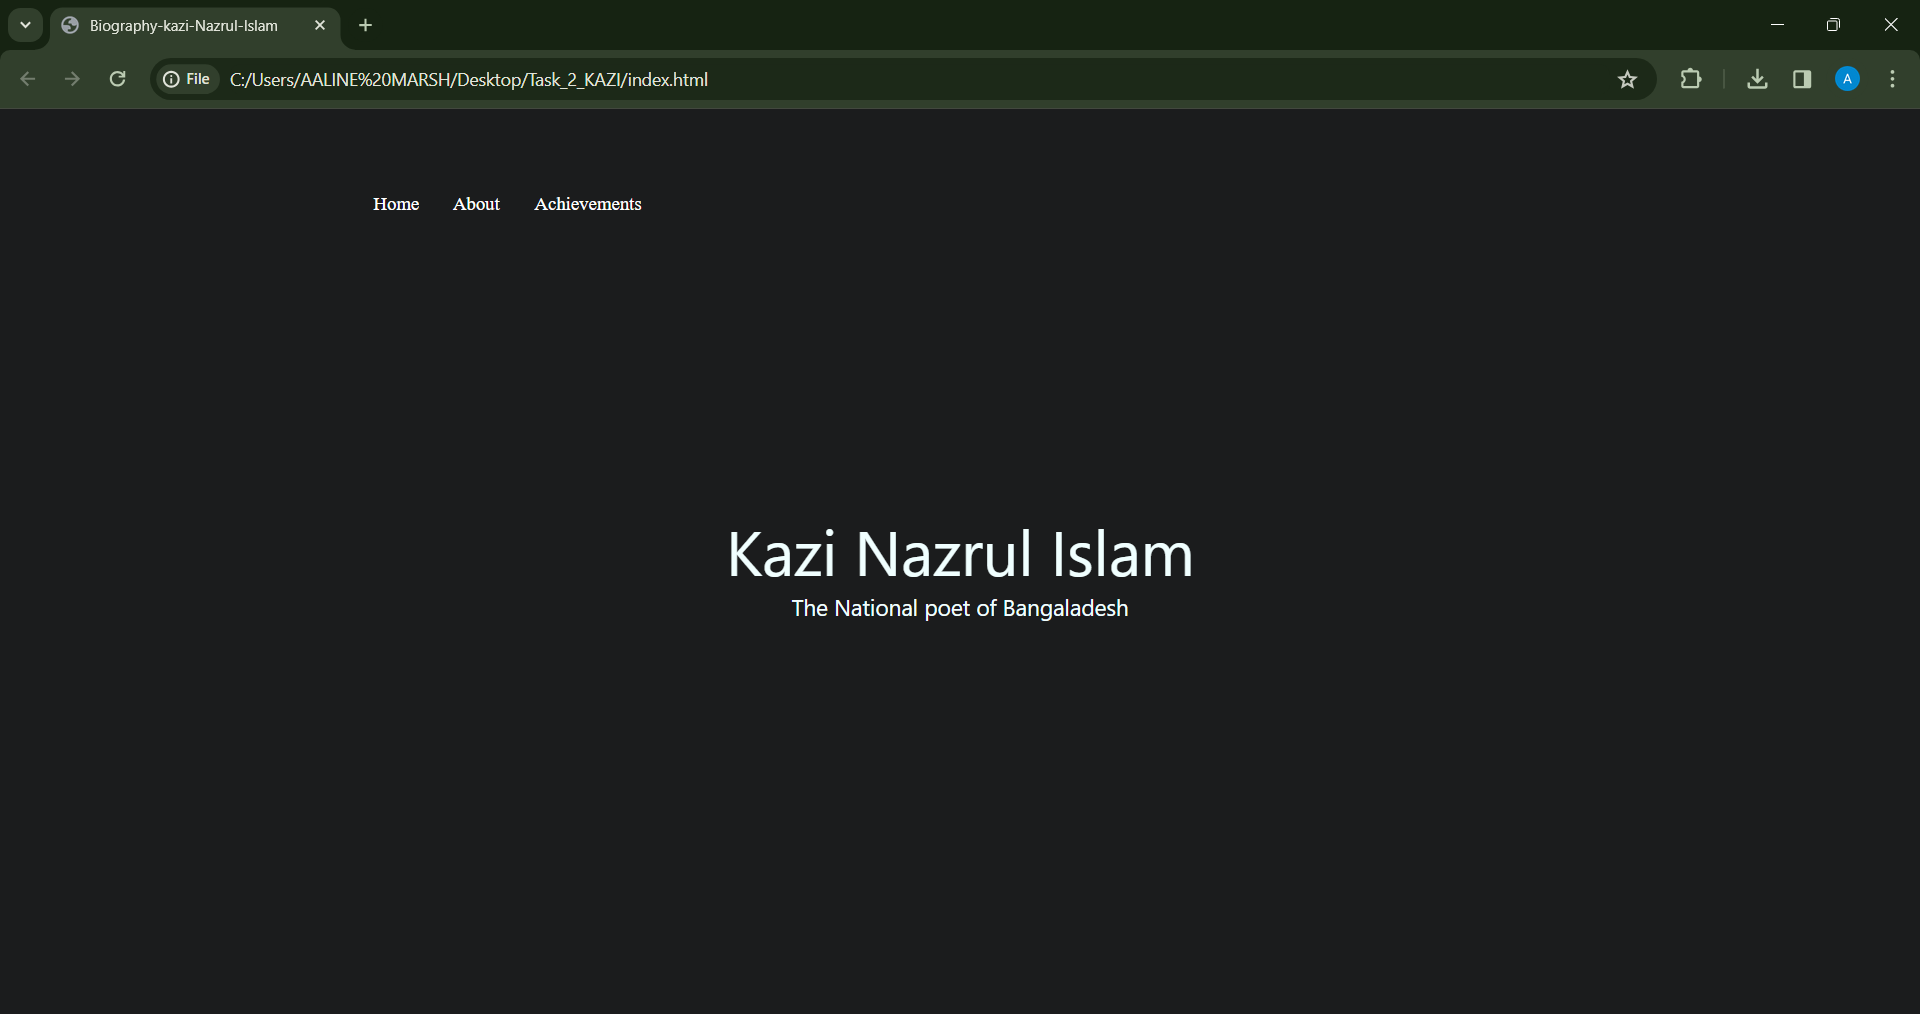 Biography-kazi-Nazrul-Islam
File C:/Users/AALINE%20MARSH/Desktop/Task_2_KAZI/index.html
A
Home About Achievements
Kazi Nazrul Islam
The National poet of Bangaladesh